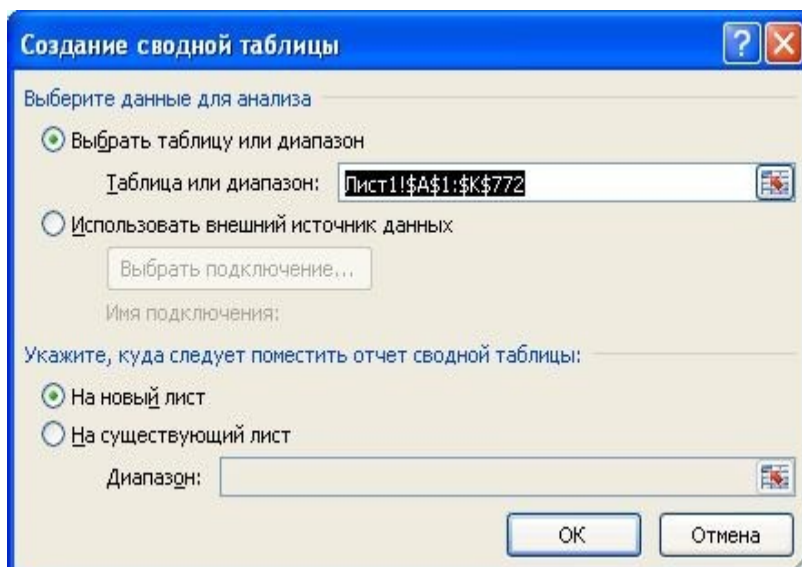 Создание сводной таблицы
Выберите данные для анализа
Выбрать таблицу или диапазон
Таблица или диапазон: Лист1!$A$1:$K$772
Использовать внешний источник данных
Выбрать подключение...
Имя подключения:
Укажите, куда следует поместить отчет сводной таблицы:
На новый лист
На существующий лист
Диапазон:
ОК Отмена